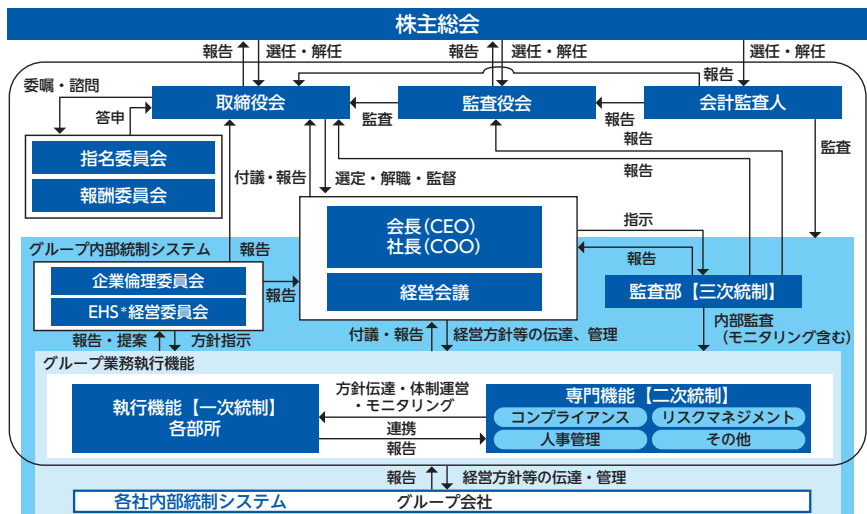 株主総会
報告
選任・解任
報告
選任・解任
選任・解任
委嘱・諮問
答申
取締役会
監査
監査役会
報告
報告
会計監査人
報告
報告
監査
指名委員会
報酬委員会
付議・報告
選定・解職・監督
会長(CEO)
社長(COO)
経営会議
指示
報告
グループ内部統制システム
報告
企業倫理委員会
EHS*経営委員会
報告
監査部【三次統制】
報告・提案
方針指示
付議・報告
経営方針等の伝達、管理
内部監査
(モニタリング含む)
グループ業務執行機能
執行機能【一次統制】
各部所
方針伝達・体制運営
・モニタリング
連携
報告
専門機能【二次統制】
コンプライアンス
リスクマネジメント
人事管理
その他
報告
経営方針等の伝達・管理
各社内部統制システム
グループ会社